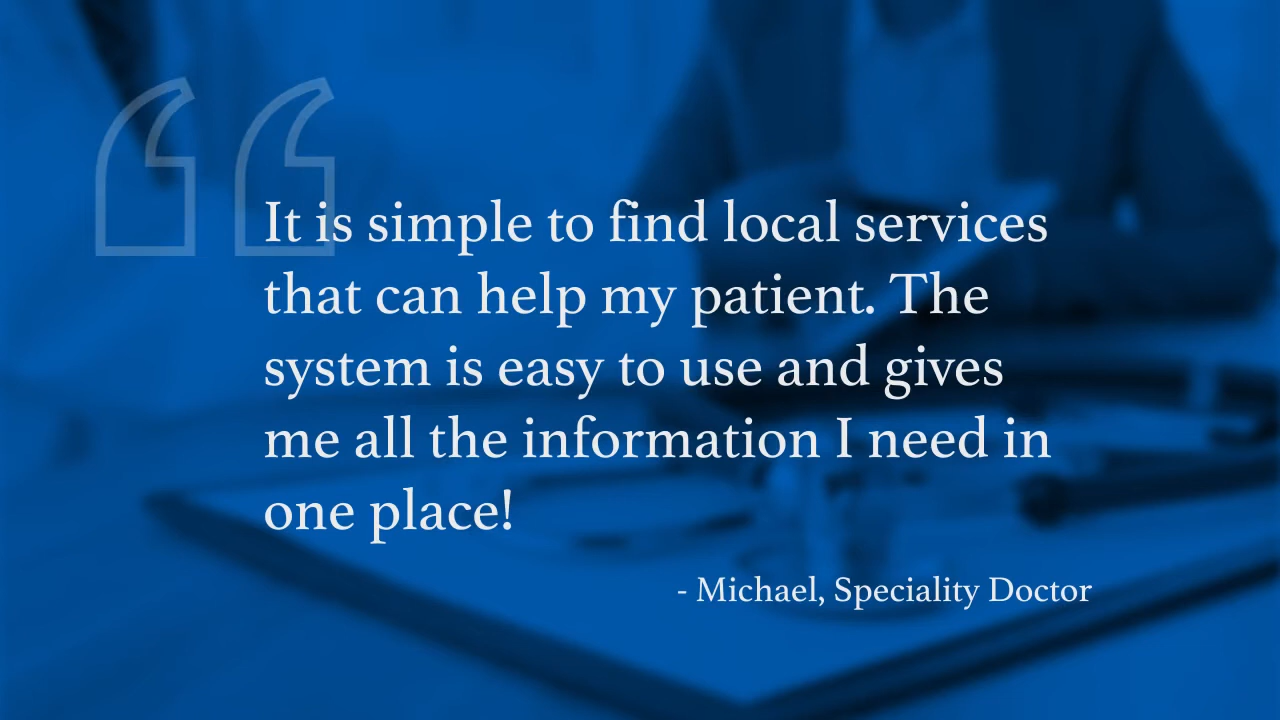 It is simple to find local services
that can help my patient. The
system is easy to use and gives
me all the information I need in
one place!
- Michael, Speciality Doctor